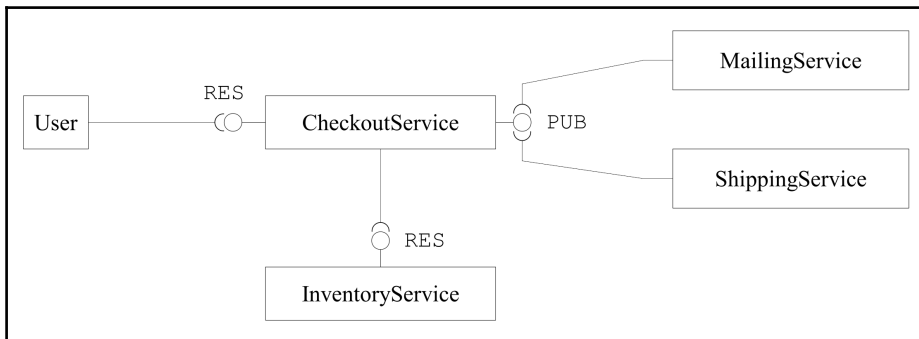 MailingService
RES
User
CheckoutService
PUB
ShippingService
RES
InventoryService